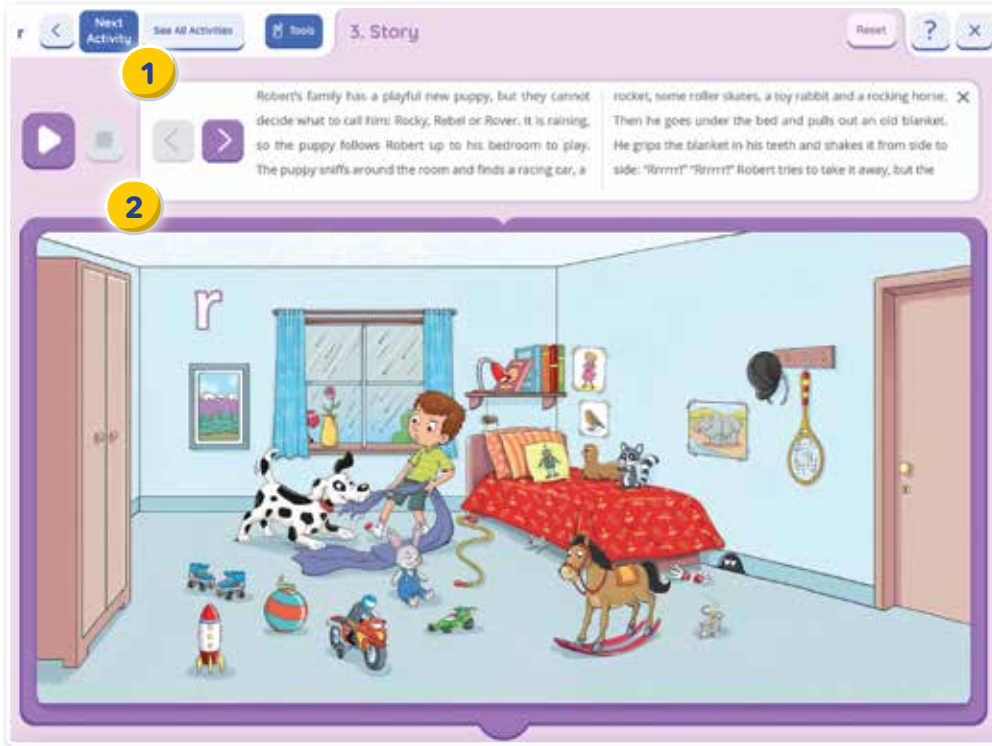 r
Next
Activity
See All Activities
Tools
3. Story
Reset
?
1
Robert's family has a playful new puppy, but they cannot
decide what to call him: Rocky, Rebel or Rover. It is raining,
so the puppy follows Robert up to his bedroom to play.
The puppy sniffs around the room and finds a racing car, a
rocket, some roller skates, a toy rabbit and a rocking horse.
Then he goes under the bed and pulls out an old blanket.
He grips the blanket in his teeth and shakes it from side to
side: "Rrrrrr!" "Rrrrrr!" Robert tries to take it away, but the
2
r